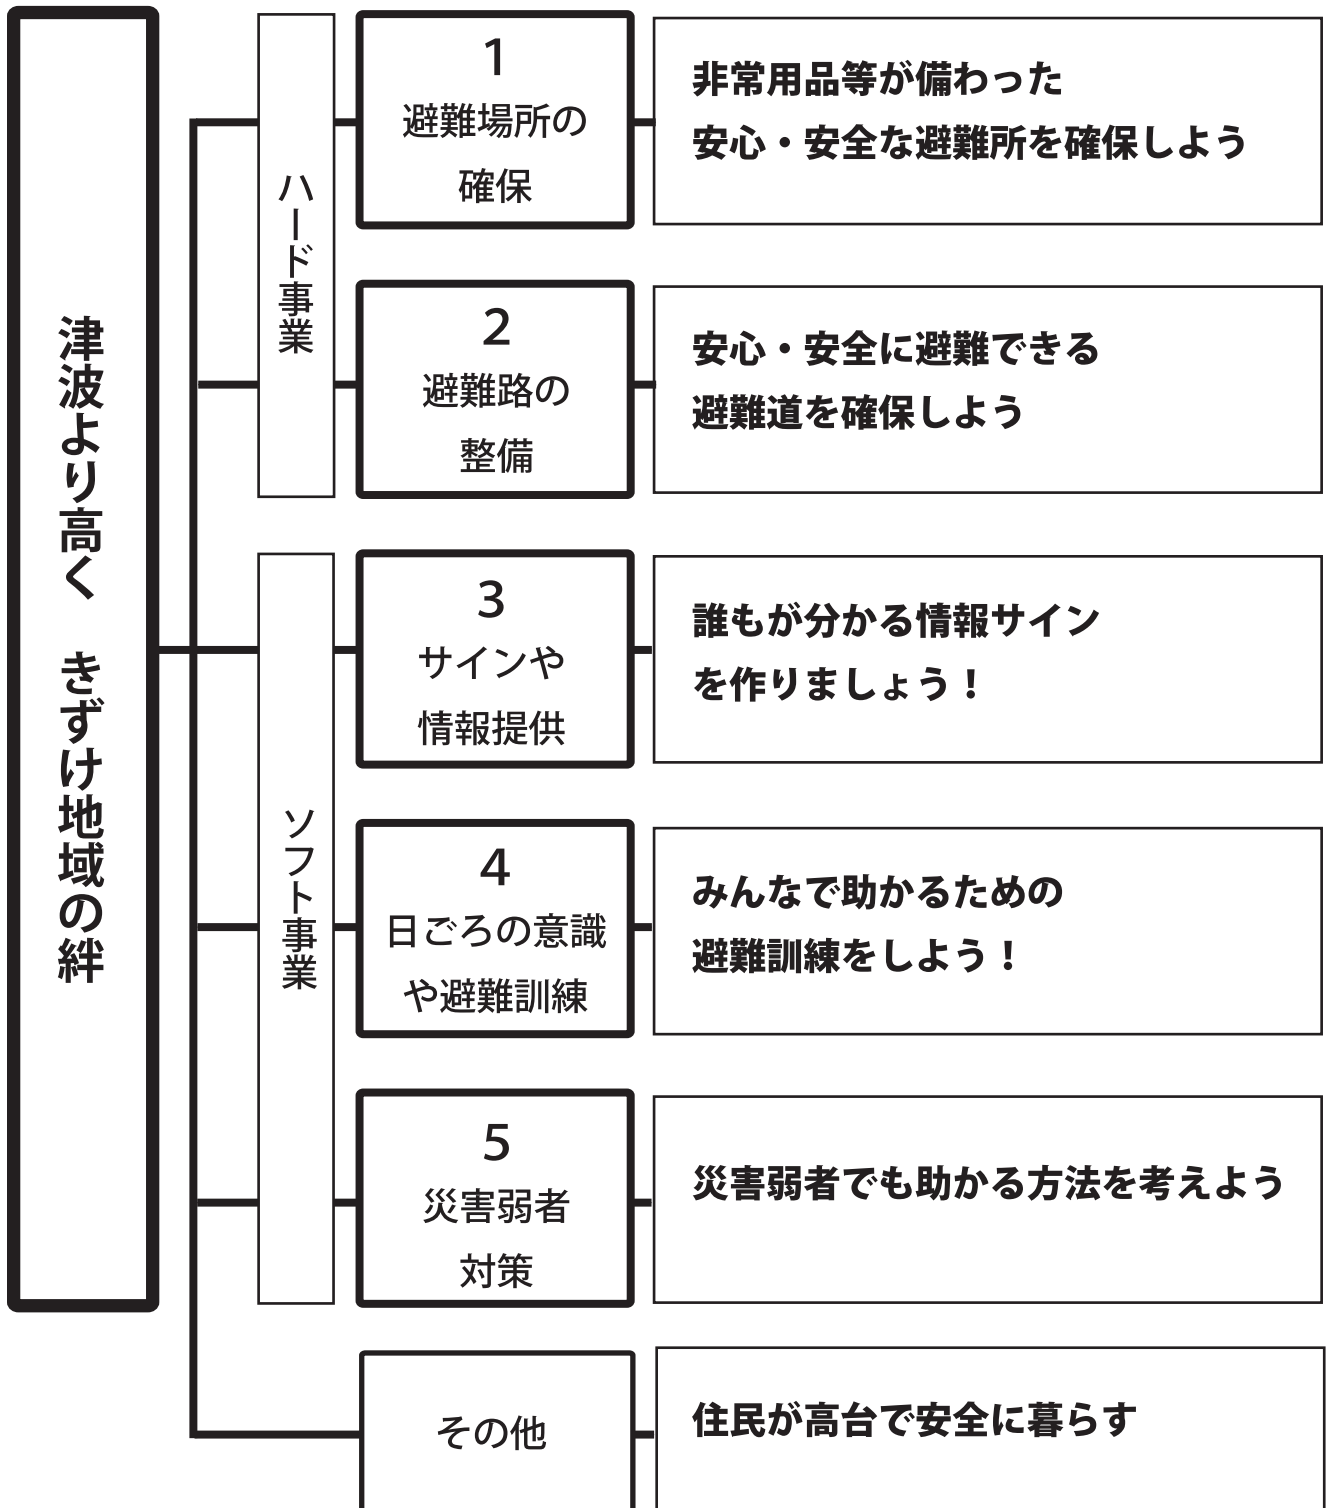 津波より高く　きずけ地域の絆
ハード事業
1
避難場所の
確保
非常用品等が備わった
安心・安全な避難所を確保しよう
2
避難路の
整備
安心・安全に避難できる
避難道を確保しよう
ソフト事業
3
サインや
情報提供
誰もが分かる情報サイン
を作りましょう！
4
日ごろの意識
や避難訓練
みんなで助かるための
避難訓練をしよう！
5
災害弱者
対策
災害弱者でも助かる方法を考えよう
その他
住民が高台で安全に暮らす